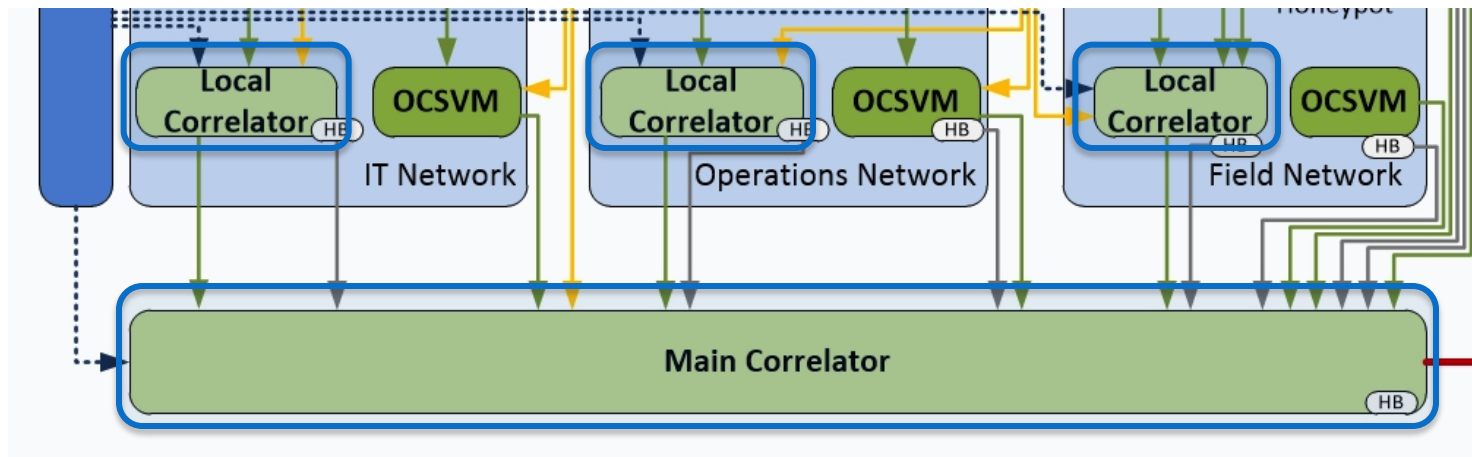 Honeypot
Local
Correlator
HB
OCSVM
IT Network
Local
Correlator
HB
OCSVM
HB
Operations Network
Local
Correlator
HB
OCSVM
HB
Field Network
Main Correlator
HB